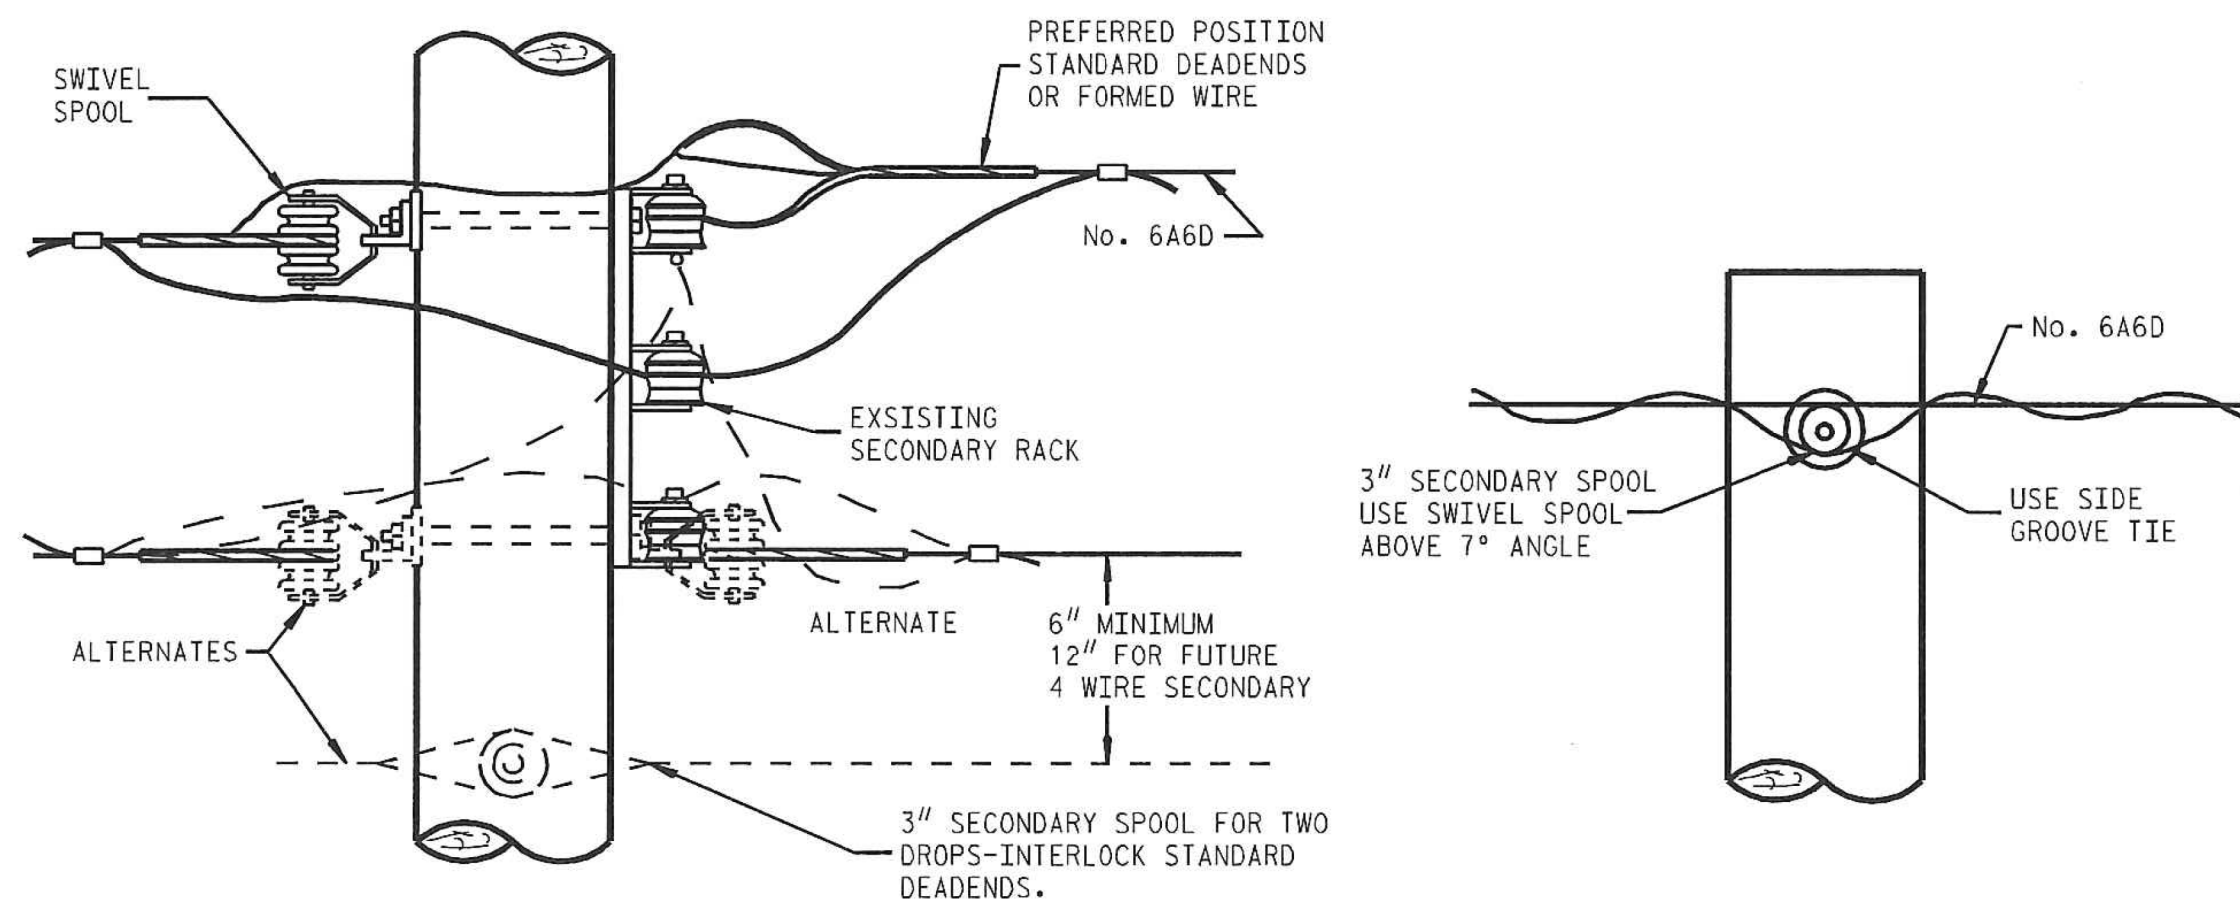 PREFERRED POSITION
STANDARD DEADENDS
OR FORMED WIRE
SWIVEL
SPOOL
No. 6A6D
No. 6A6D
EXSISTING
SECONDARY RACK
3" SECONDARY SPOOL
USE SWIVEL SPOOL
ABOVE 7° ANGLE
USE SIDE
GROOVE TIE
ALTERNATES
ALTERNATE
6" MINIMUM
12" FOR FUTURE
4 WIRE SECONDARY
3" SECONDARY SPOOL FOR TWO
DROPS-INTERLOCK STANDARD
DEADENDS.